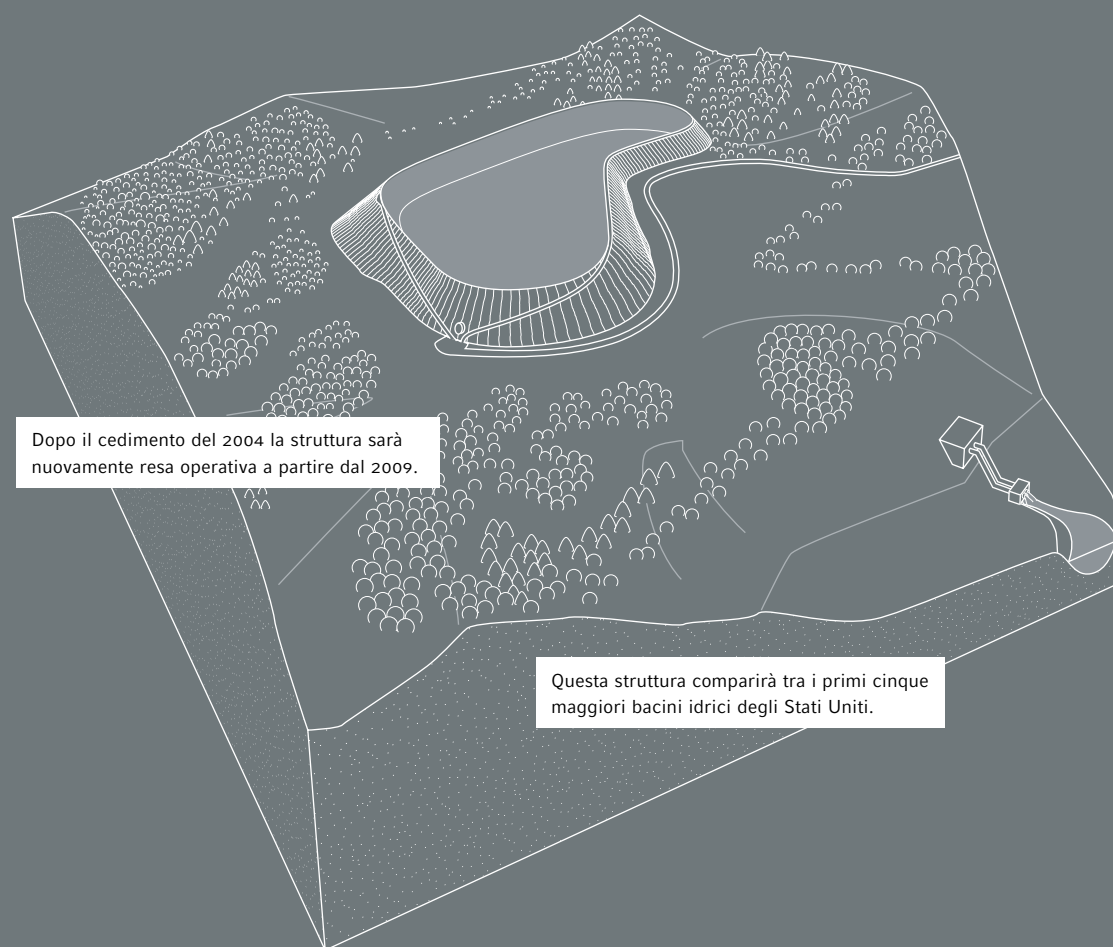 Dopo il cedimento del 2004 la struttura sarà
nuovamente resa operativa a partire dal 2009.
Questa struttura comparirà tra i primi cinque
maggiori bacini idrici degli Stati Uniti.